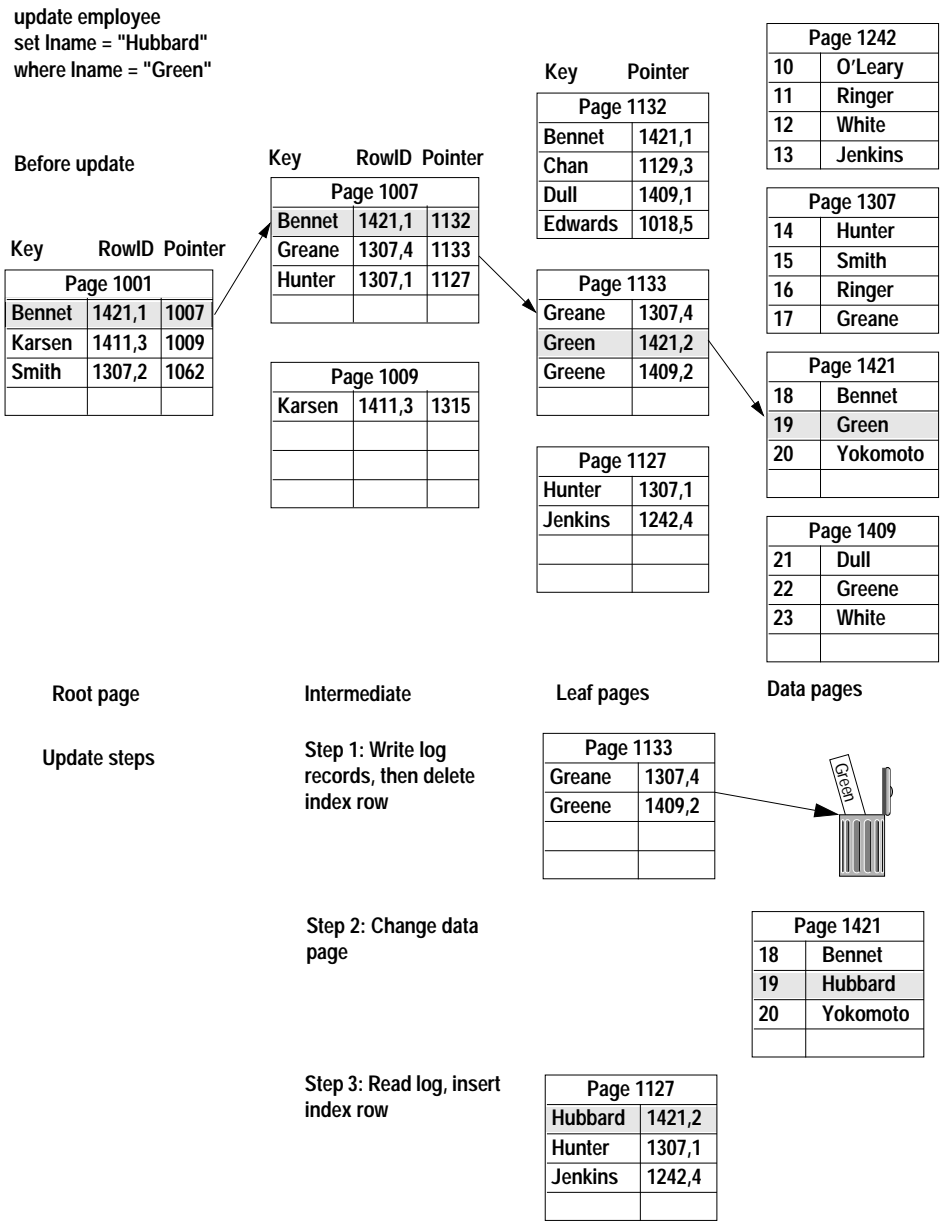 update employee
set lname = "Hubbard"
where lname = "Green"
Before update
Key RowID Pointer
Page 1001
Bennet 1421,1 1007
Karsen 1411,3 1009
Smith 1307,2 1062
Key RowID Pointer
Page 1007
Bennet 1421,1 1132
Greane 1307,4 1133
Hunter 1307,1 1127
Page 1009
Karsen 1411,3 1315
Key Pointer
Page 1132
Bennet 1421,1
Chan 1129,3
Dull 1409,1
Edwards 1018,5
Page 1133
Greane 1307,4
Green 1421,2
Greene 1409,2
Page 1127
Hunter 1307,1
Jenkins 1242,4
Page 1242
10 O’Leary
11 Ringer
12 White
13 Jenkins
Page 1307
14 Hunter
15 Smith
16 Ringer
17 Greane
Page 1421
18 Bennet
19 Green
20 Yokomoto
Page 1409
21 Dull
22 Greene
23 White
Root page Intermediate Leaf pages Data pages
Update steps
Step 1: Write log
records, then delete
index row
Page 1133
Greane 1307,4
Greene 1409,2
Green
Step 2: Change data
page
Page 1421
18 Bennet
19 Hubbard
20 Yokomoto
Step 3: Read log, insert
index row
Page 1127
Hubbard 1421,2
Hunter 1307,1
Jenkins 1242,4